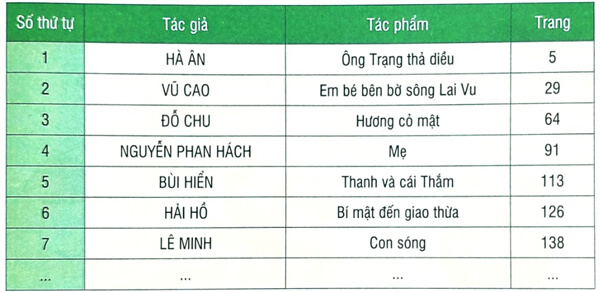 Số thứ tự Tác giả Tác phẩm Trang
1 HÀ ÂN Ông Trạng thả diều 5
2 VŨ CAO Em bé bên bờ sông Lai Vu 29
3 ĐỖ CHU Hương cỏ mật 64
4 NGUYỄN PHAN HÁCH Mẹ 91
5 BÙI HIỂN Thanh và cái Thắm 113
6 HẢI HỒ Bí mật đến giao thừa 126
7 LÊ MINH Con sóng 138
... ... ... ...